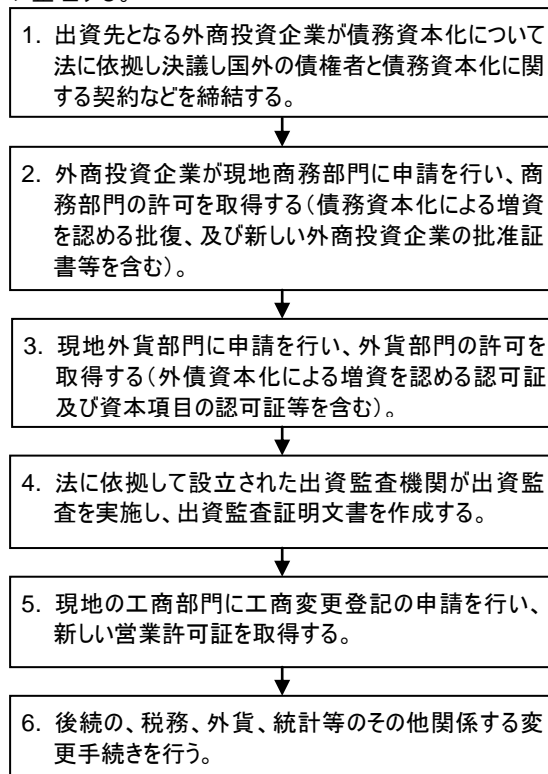 1. 出資先となる外商投資企業が債務資本化について
法に依拠し決議し国外の債権者と債務資本化に関
する契約などを締結する。
2. 外商投資企業が現地商務部門に申請を行い、商
務部門の許可を取得する(債務資本化による増資
を認める批復、及び新しい外商投資企業の批准証
書等を含む)。
3. 現地外貨部門に申請を行い、外貨部門の許可を
取得する(外債資本化による増資を認める認可証
及び資本項目の認可証等を含む)。
4. 法に依拠して設立された出資監査機関が出資監
査を実施し、出資監査証明文書を作成する。
5. 現地の工商部門に工商変更登記の申請を行い、
新しい営業許可証を取得する。
6. 後続の、税務、外貨、統計等のその他関係する変
更手続きを行う。